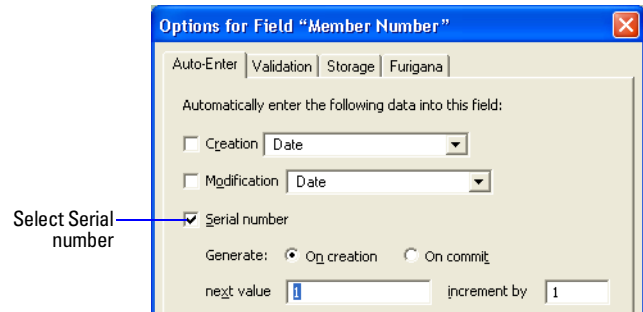 Options for Field “Member Number”
Auto-Enter Validation Storage Furigana
Automatically enter the following data into this field:
Creation Date
Modification Date
Select Serial number
Serial number
Generate: On creation On commit
next value 1 increment by 1